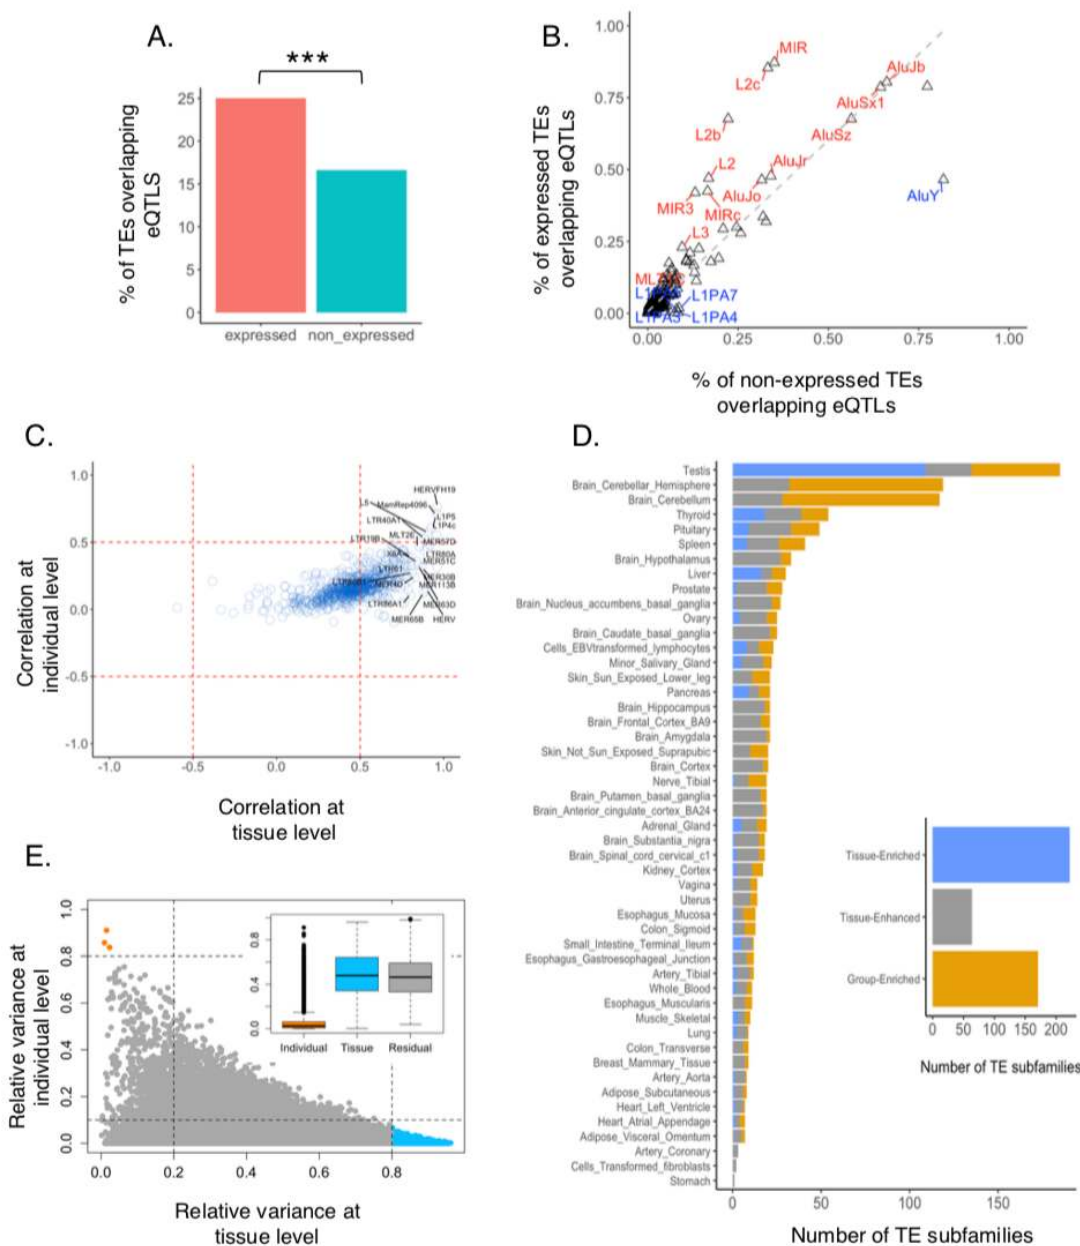 A.
***
% of TEs overlapping
eQTLS
25
20
15
10
5
0
expressed
non_expressed
B.
% of expressed TEs
overlapping eQTLs
1.00
0.75
0.50
0.25
0.00
MIR
L2c
AluJb
AluSx1
L2b
AluSz
L2
AluJr
AluJo
AluY
MIR3
MIRc
L3
L1PA7
L1PA4
0.00
0.25
0.50
0.75
1.00
% of non-expressed TEs
overlapping eQTLs
C.
Correlation at
individual level
1.0
0.5
0.0
-0.5
-1.0
HERVFH19
L5
MamRep4096
L1P5
LTR40A1
L1P4c
MLT2E
LTR19B
MER57D
LTR80A
MER51C
LTR61
MER30B
MER4D
MER113B
LTR86A1
MER63D
MER65B
HERV
-1.0
-0.5
0.0
0.5
1.0
Correlation at
tissue level
D.
Testis
Brain_Cerebellar_Hemisphere
Brain_Cerebellum
Thyroid
Pituitary
Spleen
Brain_Hypothalamus
Liver
Prostate
Brain_Nucleus_accumbens_basal_ganglia
Ovary
Brain_Caudate_basal_ganglia
Cells_EBVtransformed_lymphocytes
Minor_Salivary_Gland
Skin_Sun_Exposed_Lower_leg
Pancreas
Brain_Hippocampus
Brain_Frontal_Cortex_BA9
Brain_Amygdala
Skin_Not_Sun_Exposed_Suprapubic
Brain_Cortex
Nerve_Tibial
Brain_Putamen_basal_ganglia
Brain_Anterior_cingulate_cortex_BA24
Adrenal_Gland
Brain_Substantia_nigra
Brain_Spinal_cord_cervical_c1
Kidney_Cortex
Vagina
Uterus
Esophagus_Mucosa
Colon_Sigmoid
Small_Intestine_Terminal_Ileum
Esophagus_Gastroesophageal_Junction
Artery_Tibial
Whole_Blood
Esophagus_Muscularis
Muscle_Skeletal
Lung
Colon_Transverse
Breast_Mammary_Tissue
Artery_Aorta
Adipose_Subcutaneous
Heart_Left_Ventricle
Heart_Atrial_Appendage
Adipose_Visceral_Omentum
Artery_Coronary
Cells_Transformed_fibroblasts
Stomach
0
50
100
150
Number of TE subfamilies
Tissue-Enriched
Tissue-Enhanced
Group-Enriched
0
50
100
150
200
Number of TE subfamilies
E.
Relative variance at
individual level
1.0
0.8
0.6
0.4
0.2
0.0
0.8
0.4
0.0
Individual
Tissue
Residual
0.0
0.2
0.4
0.6
0.8
Relative variance at
tissue level